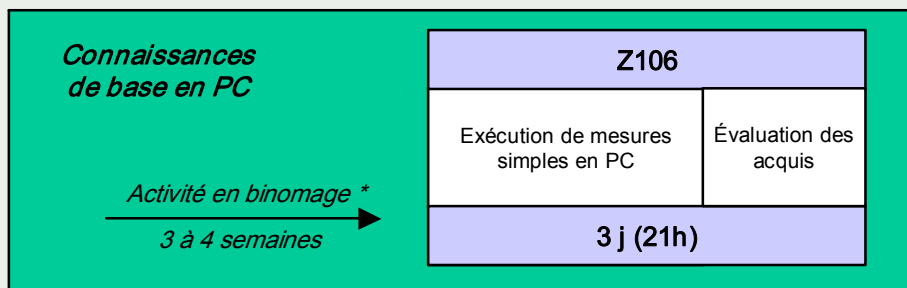 Connaissances
de base en PC
Activité en binomage *
3 à 4 semaines
Z106
Exécution de mesures
simples en PC
Évaluation des
acquis
3 j (21h)